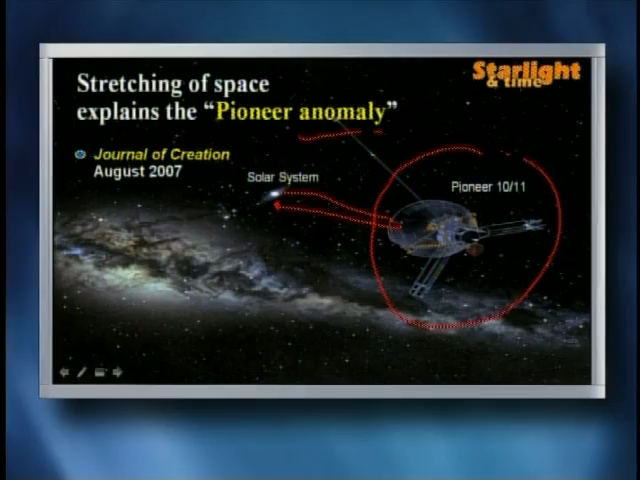 Starlight
& time
Stretching of space
explains the “Pioneer anomaly”
Journal of Creation
August 2007
Solar System
Pioneer 10/11